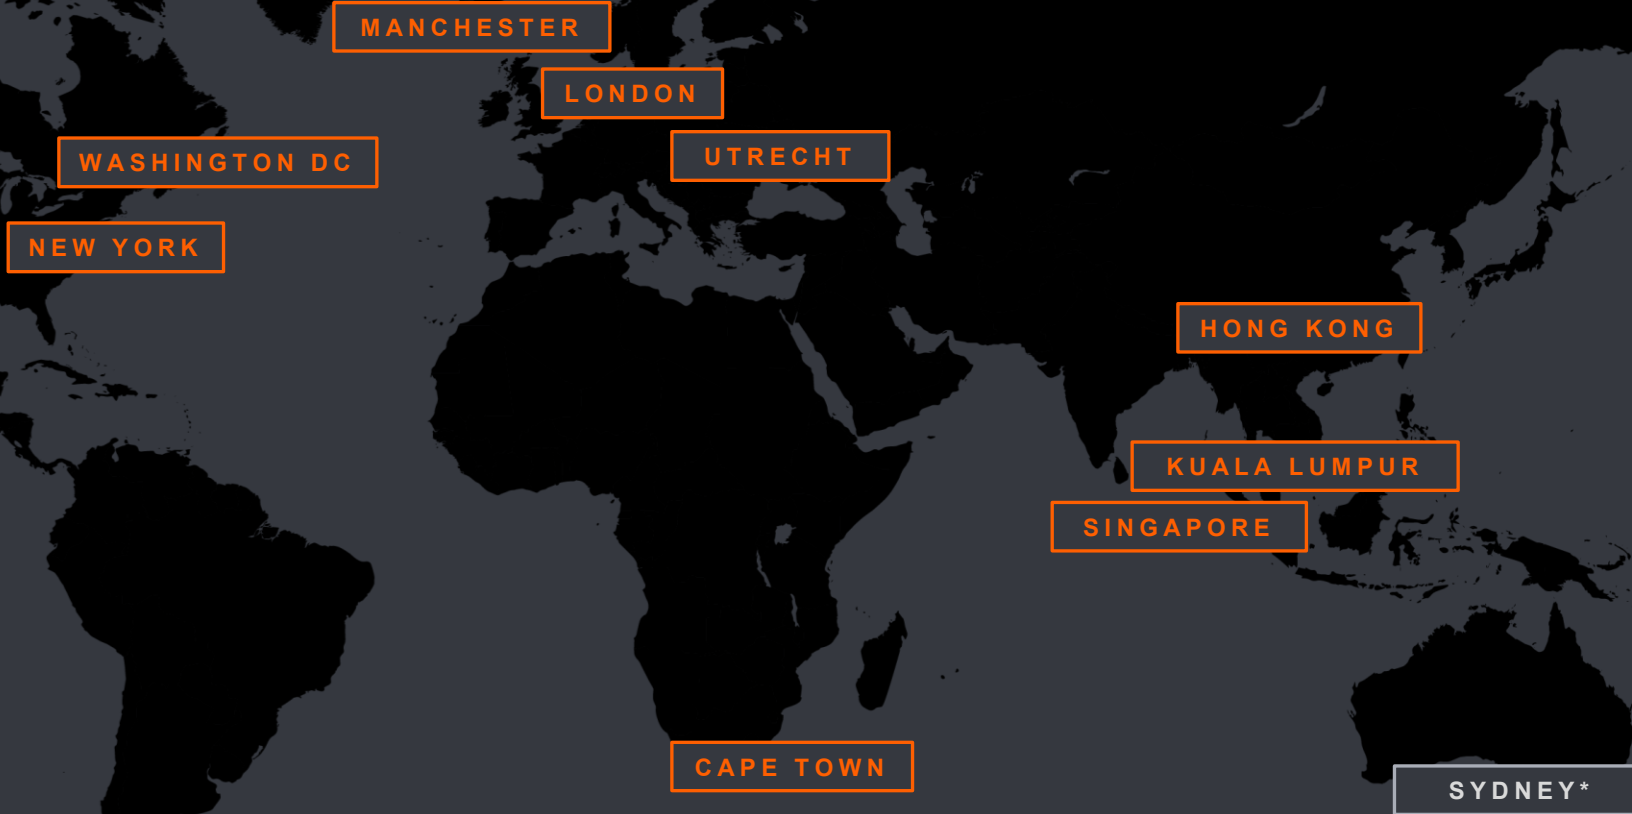 MANCHESTER
LONDON
UTRECHT
WASHINGTON DC
NEW YORK
HONG KONG
KUALA LUMPUR
SINGAPORE
CAPE TOWN
SYDNEY*